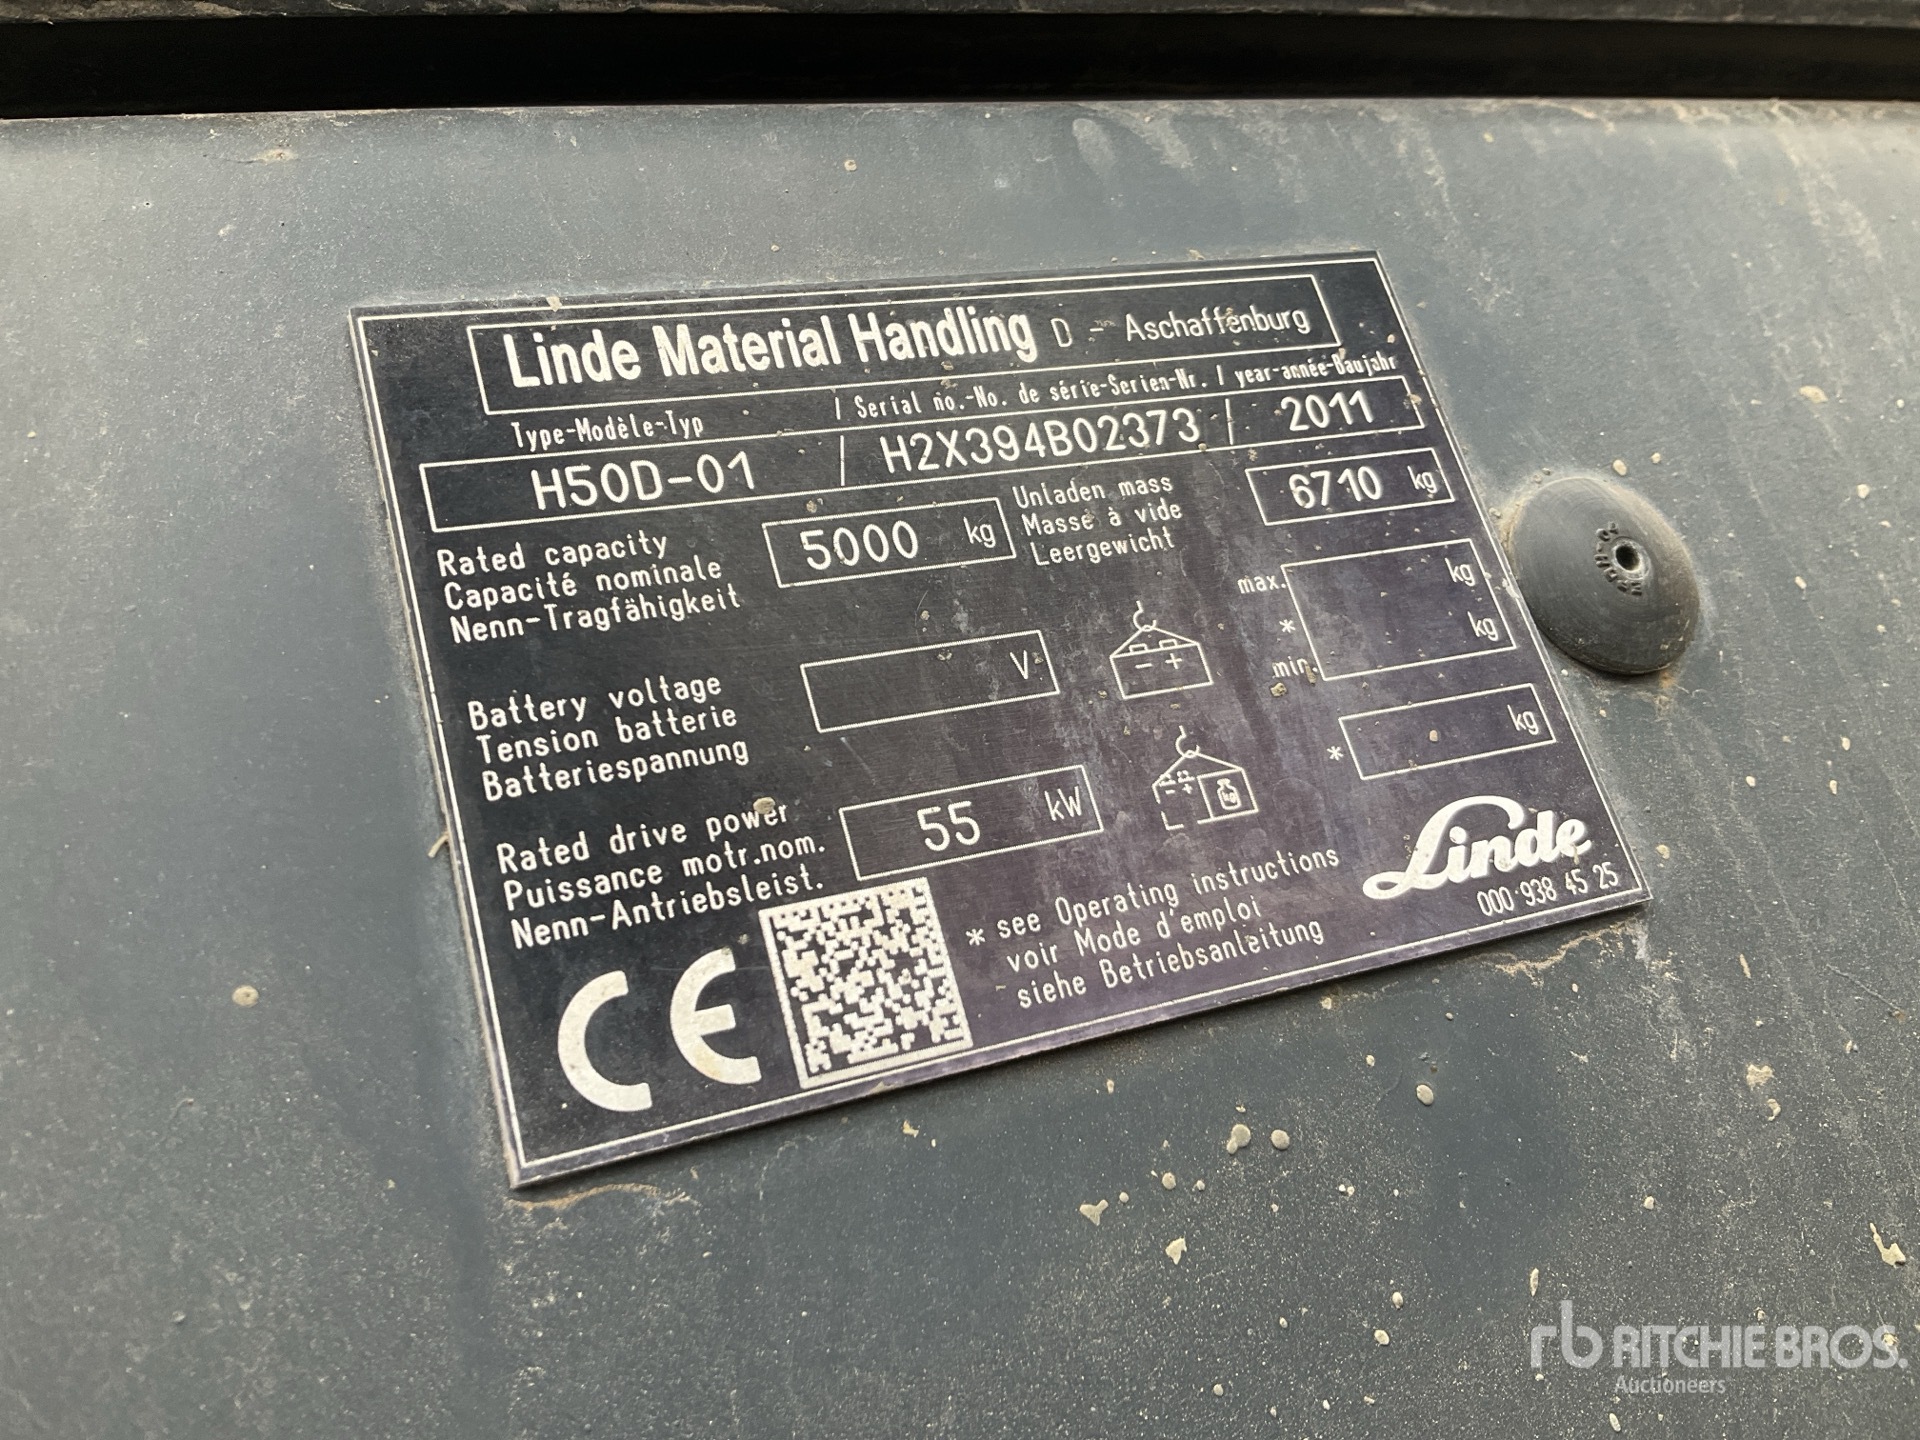 Linde Material Handling D - Aschaffenburg
Type-Modèle-Typ / Serial no.-No. de série-Serien-Nr. / year-année-Baujahr
H50D-01 / H2X394B02373 / 2011
Rated capacity
Capacité nominale
Nenn-Tragfähigkeit
5000 kg
Unladen mass
Masse à vide
Leergewicht
6710 kg
Battery voltage
Tension batterie
Batteriespannung
V
- +
max. kg
* kg
min.
Rated drive power
Puissance motr.nom.
Nenn-Antriebsleist.
55 kW
- + kg
* kg
CE
* see Operating instructions
voir Mode d'emploi
siehe Betriebsanleitung
Linde
000 938 45 25
rb RITCHIE BROS.
Auctioneers